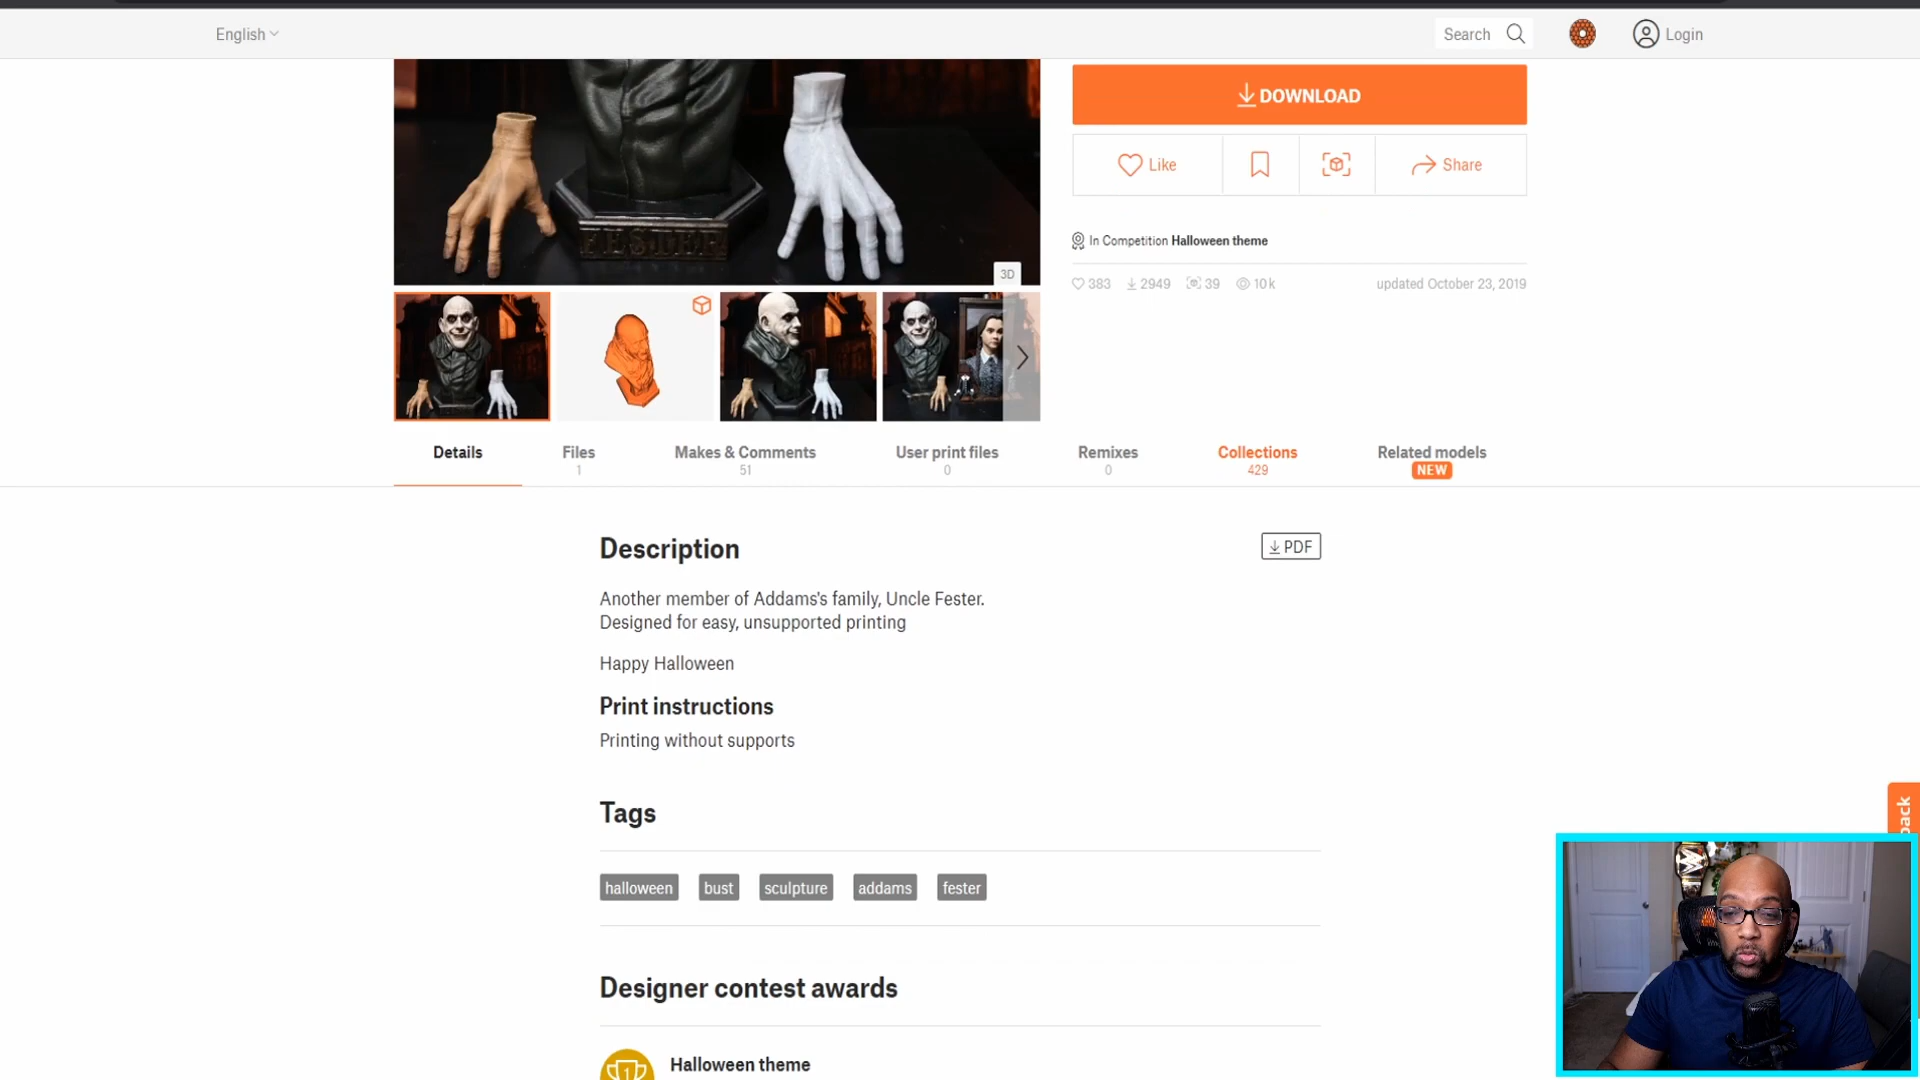 English
Search
Login
FESTER
3D
DOWNLOAD
Like
Share
In Competition Halloween theme
383 2949 39 10k updated October 23, 2019
Details
Files
1
Makes & Comments
51
User print files
0
Remixes
0
Collections
429
Related models
NEW
Description
PDF
Another member of Addams's family, Uncle Fester.
Designed for easy, unsupported printing
Happy Halloween
Print instructions
Printing without supports
Tags
halloween bust sculpture addams fester
Designer contest awards
1
Halloween theme